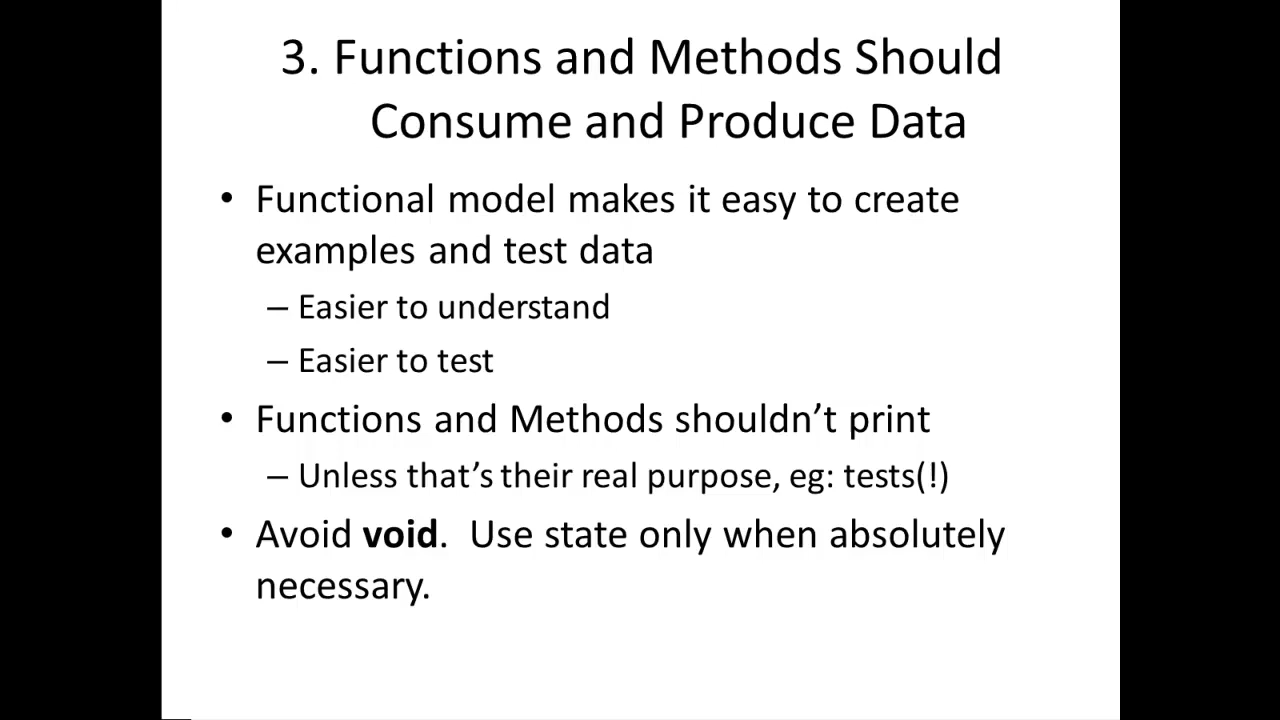 3. Functions and Methods Should
Consume and Produce Data
• Functional model makes it easy to create
examples and test data
– Easier to understand
– Easier to test
• Functions and Methods shouldn’t print
– Unless that’s their real purpose, eg: tests(!)
• Avoid void.  Use state only when absolutely
necessary.